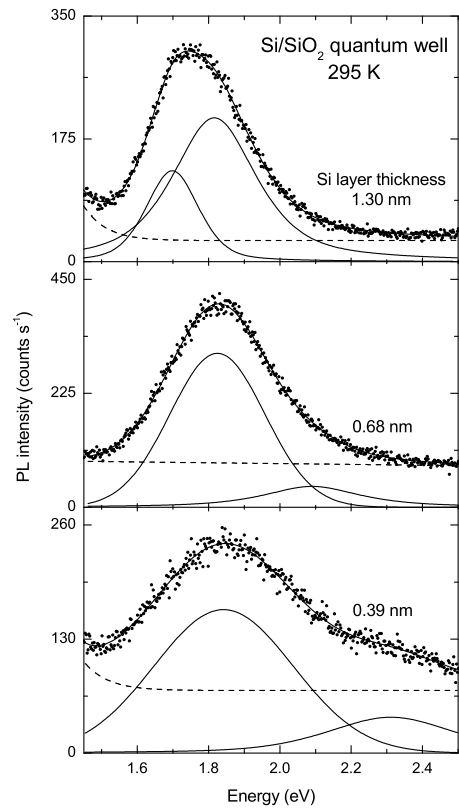 350
Si/SiO2 quantum well
295 K
175
Si layer thickness
1.30 nm
0
450
PL intensity (counts s-1)
225
0.68 nm
0
260
0.39 nm
130
0
1.6 1.8 2.0 2.2 2.4
Energy (eV)